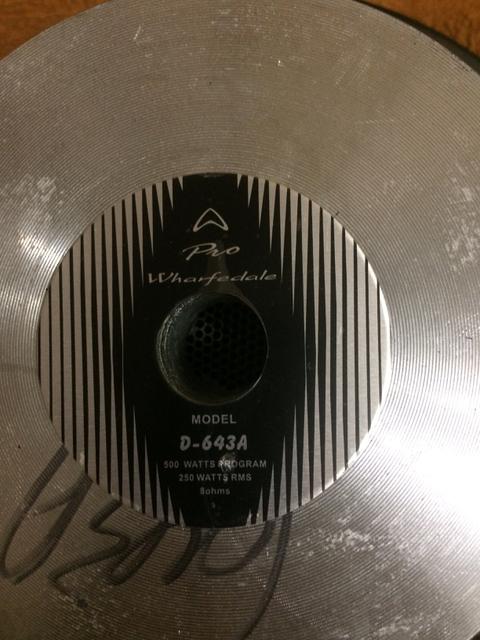 Pro
Wharfedale
MODEL
D-643A
500 WATTS PROGRAM
250 WATTS RMS
8ohms